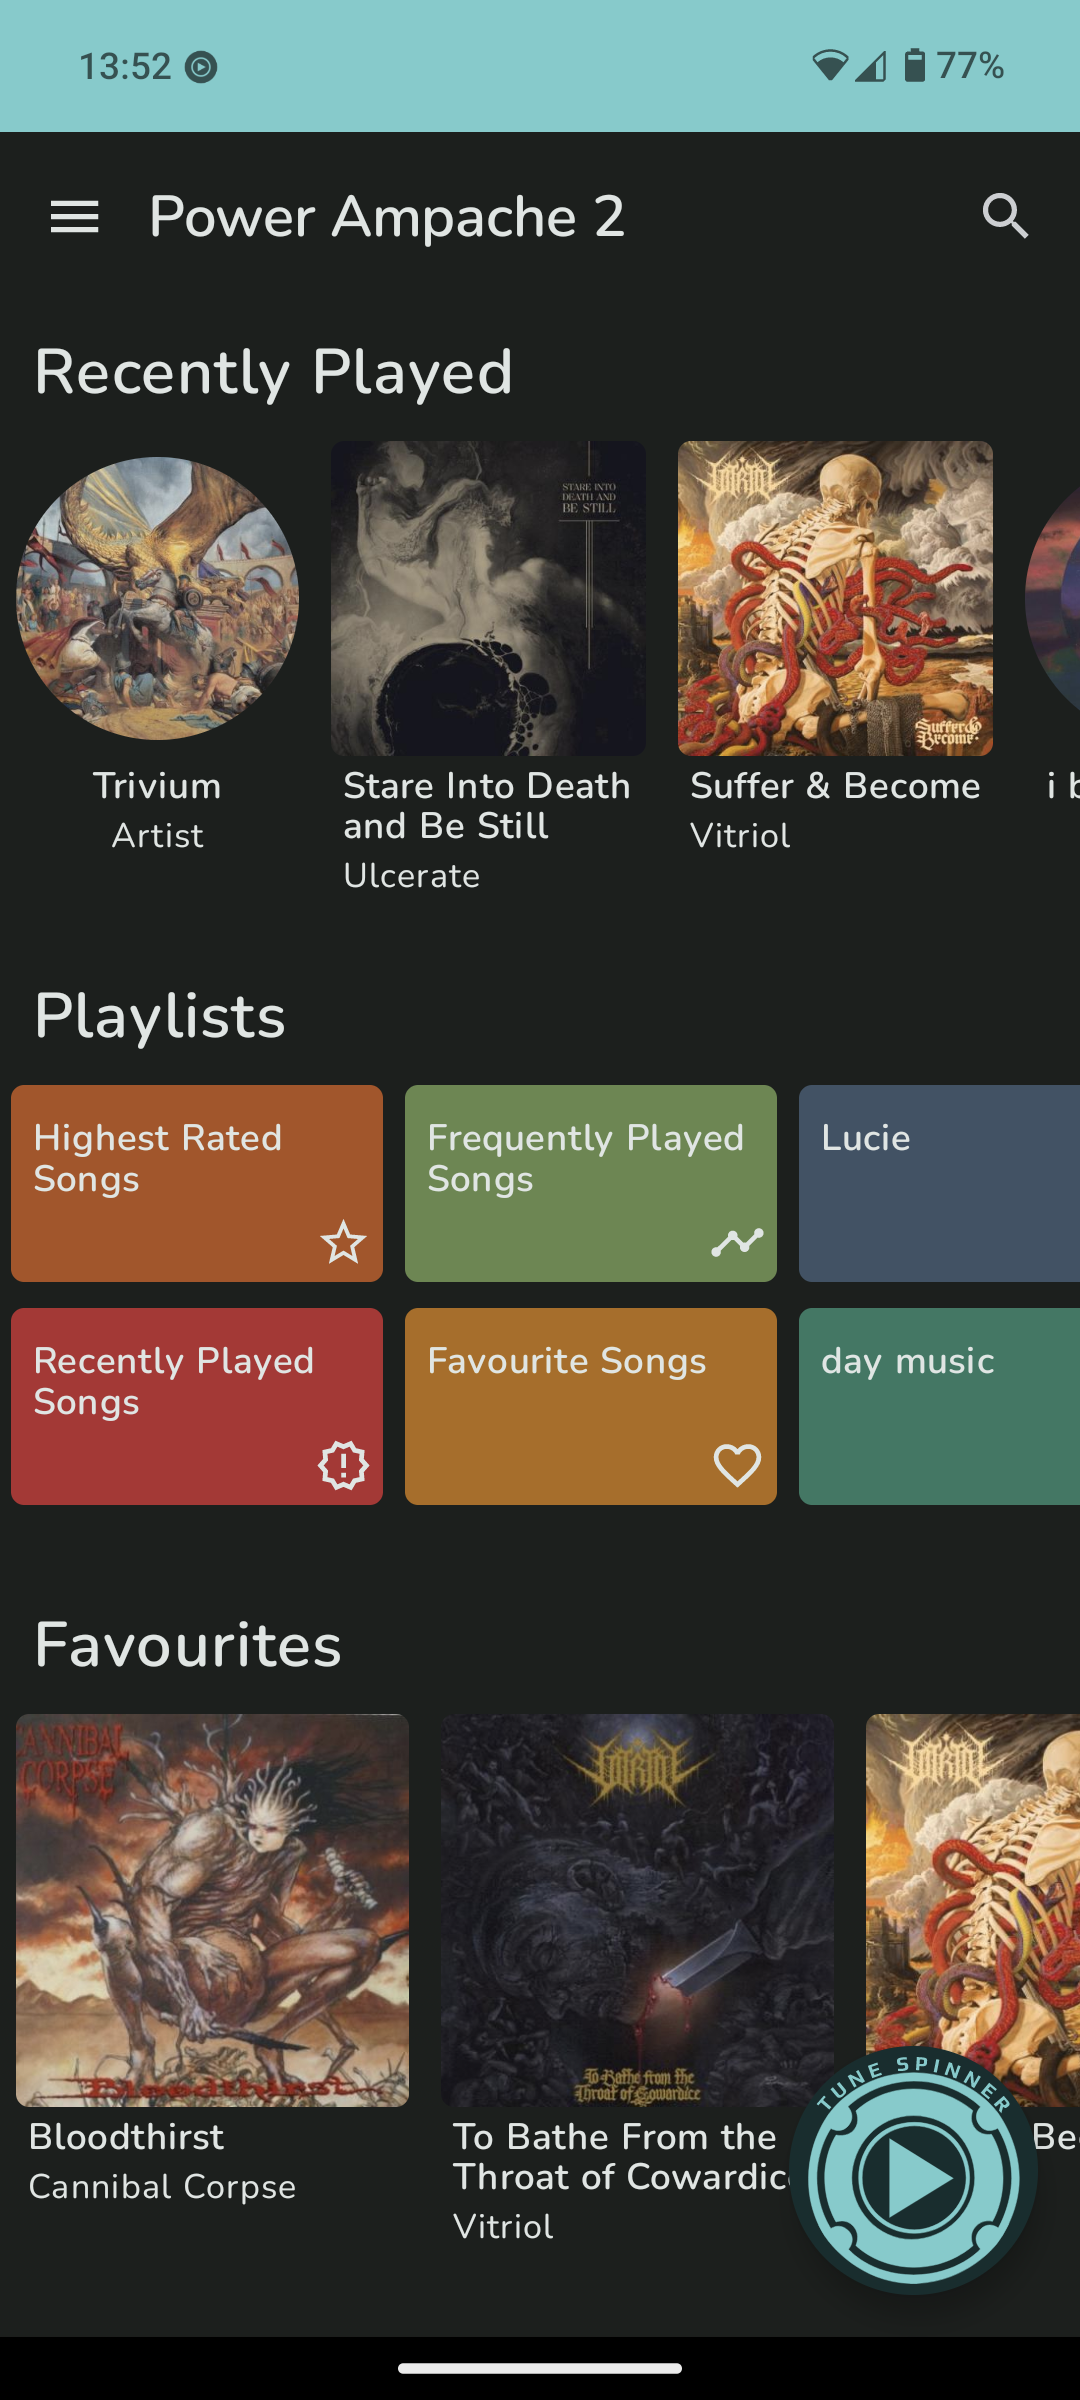 13:52
77%
Power Ampache 2
Recently Played
STARE INTO
DEATH AND
BE STILL
VITRIOL
Suffer &
Become
Trivium
Artist
Stare Into Death
and Be Still
Ulcerate
Suffer & Become
Vitriol
i b
Playlists
Highest Rated
Songs
Frequently Played
Songs
Lucie
Recently Played
Songs
Favourite Songs
day music
Favourites
CANNIBAL
CORPSE
VITRIOL
VITRIOL
Bloodthirst
To Bathe from the
Throat of Cowardice
TUNE SPINNER
Bloodthirst
Cannibal Corpse
To Bathe From the
Throat of Cowardic
Vitriol
Be